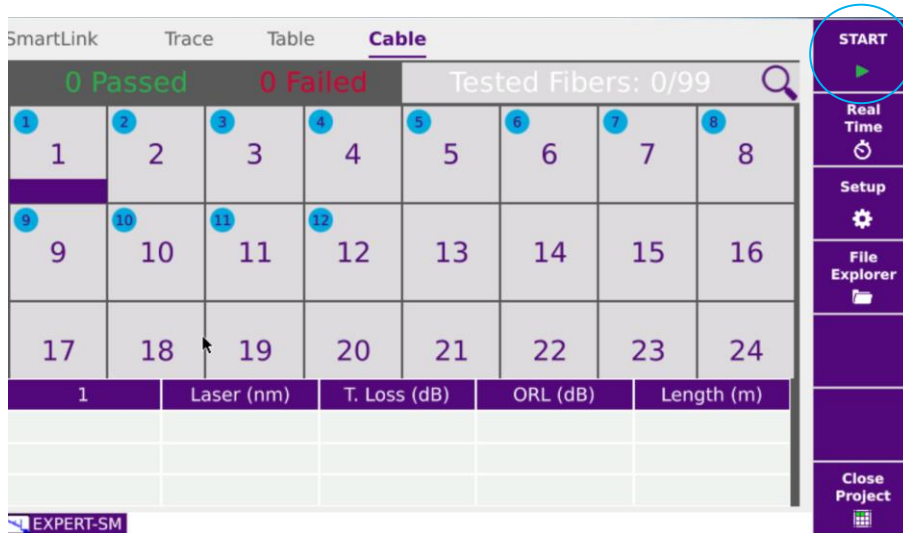 SmartLink Trace Table Cable
0 Passed 0 Failed Tested Fibers: 0/99
1 2 3 4 5 6 7 8
1 2 3 4 5 6 7 8
9 10 11 12
9 10 11 12 13 14 15 16
17 18 19 20 21 22 23 24
1 Laser (nm) T. Loss (dB) ORL (dB) Length (m)
EXPERT-SM
START
Real
Time
Setup
File
Explorer
Close
Project